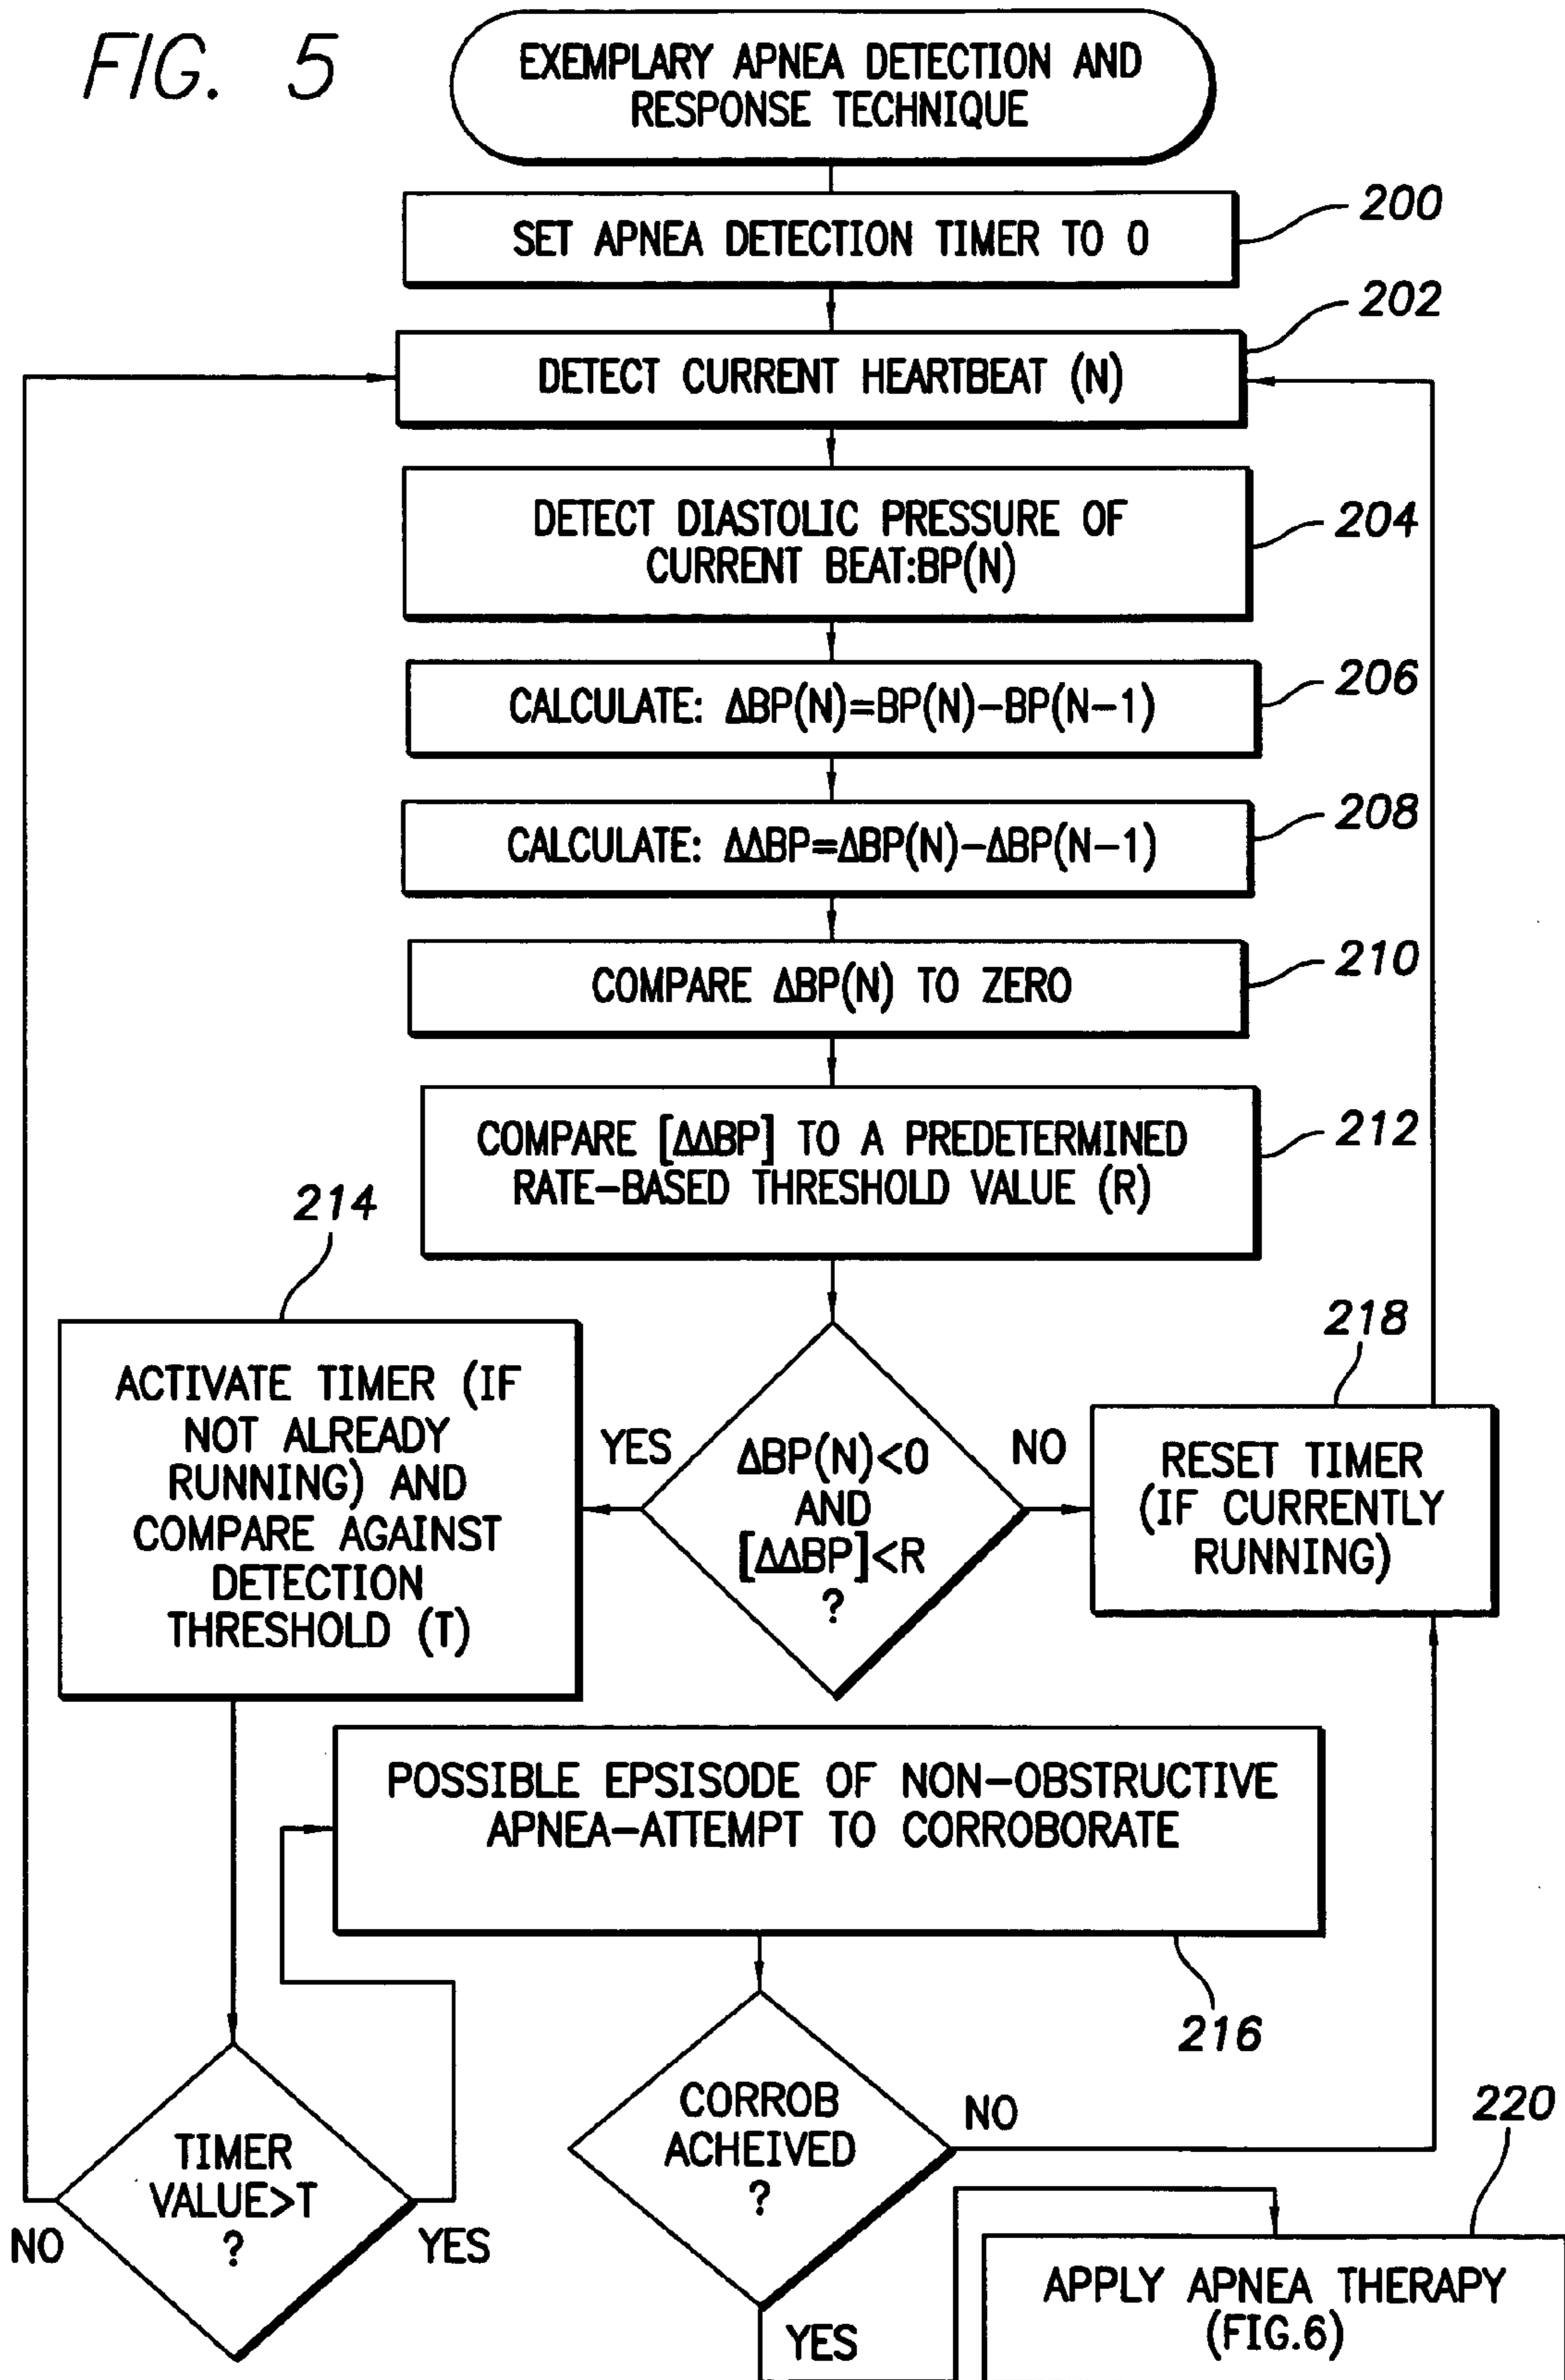 FIG. 5
EXEMPLARY APNEA DETECTION AND
RESPONSE TECHNIQUE
SET APNEA DETECTION TIMER TO 0
200
202
DETECT CURRENT HEARTBEAT (N)
DETECT DIASTOLIC PRESSURE OF
CURRENT BEAT:BP(N)
204
CALCULATE: ΔBP(N)=BP(N)-BP(N-1)
206
CALCULATE: ΔΔBP=ΔBP(N)-ΔBP(N-1)
208
COMPARE ΔBP(N) TO ZERO
210
COMPARE [ΔΔBP] TO A PREDETERMINED
RATE-BASED THRESHOLD VALUE (R)
212
214
ACTIVATE TIMER (IF
NOT ALREADY
RUNNING) AND
COMPARE AGAINST
DETECTION
THRESHOLD (T)
YES
ΔBP(N)<0
AND
[ΔΔBP]<R
?
NO
218
RESET TIMER
(IF CURRENTLY
RUNNING)
POSSIBLE EPSISODE OF NON-OBSTRUCTIVE
APNEA-ATTEMPT TO CORROBORATE
216
TIMER
VALUE>T
?
NO
YES
CORROB
ACHEIVED
?
NO
YES
220
APPLY APNEA THERAPY
(FIG.6)